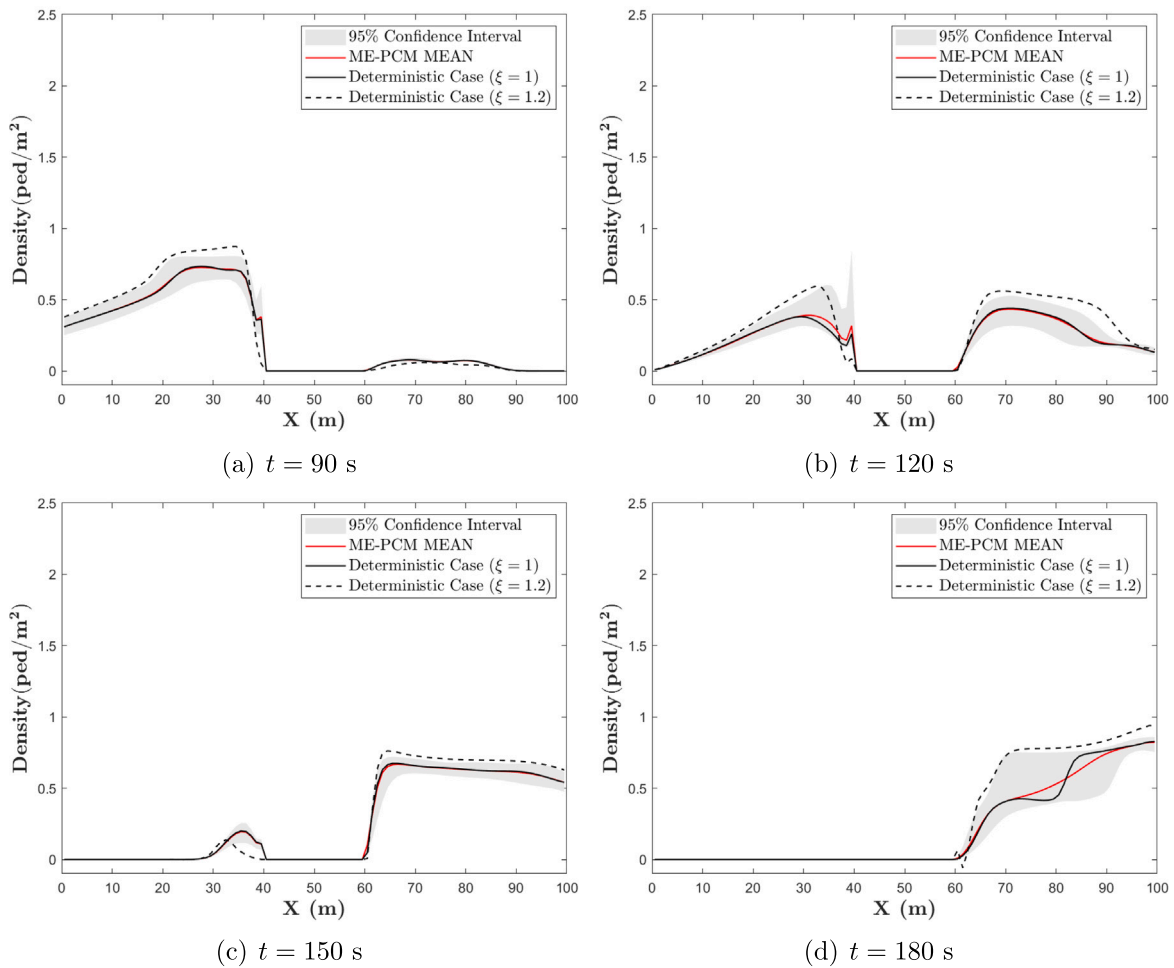 2.5
2
1.5
1
0.5
0
Density(ped/m²)
95% Confidence Interval
ME-PCM MEAN
Deterministic Case (ξ = 1)
Deterministic Case (ξ = 1.2)
0 10 20 30 40 50 60 70 80 90 100
X (m)
(a) t = 90 s
2.5
2
1.5
1
0.5
0
Density(ped/m²)
95% Confidence Interval
ME-PCM MEAN
Deterministic Case (ξ = 1)
Deterministic Case (ξ = 1.2)
0 10 20 30 40 50 60 70 80 90 100
X (m)
(b) t = 120 s
2.5
2
1.5
1
0.5
0
Density(ped/m²)
95% Confidence Interval
ME-PCM MEAN
Deterministic Case (ξ = 1)
Deterministic Case (ξ = 1.2)
0 10 20 30 40 50 60 70 80 90 100
X (m)
(c) t = 150 s
2.5
2
1.5
1
0.5
0
Density(ped/m²)
95% Confidence Interval
ME-PCM MEAN
Deterministic Case (ξ = 1)
Deterministic Case (ξ = 1.2)
0 10 20 30 40 50 60 70 80 90 100
X (m)
(d) t = 180 s